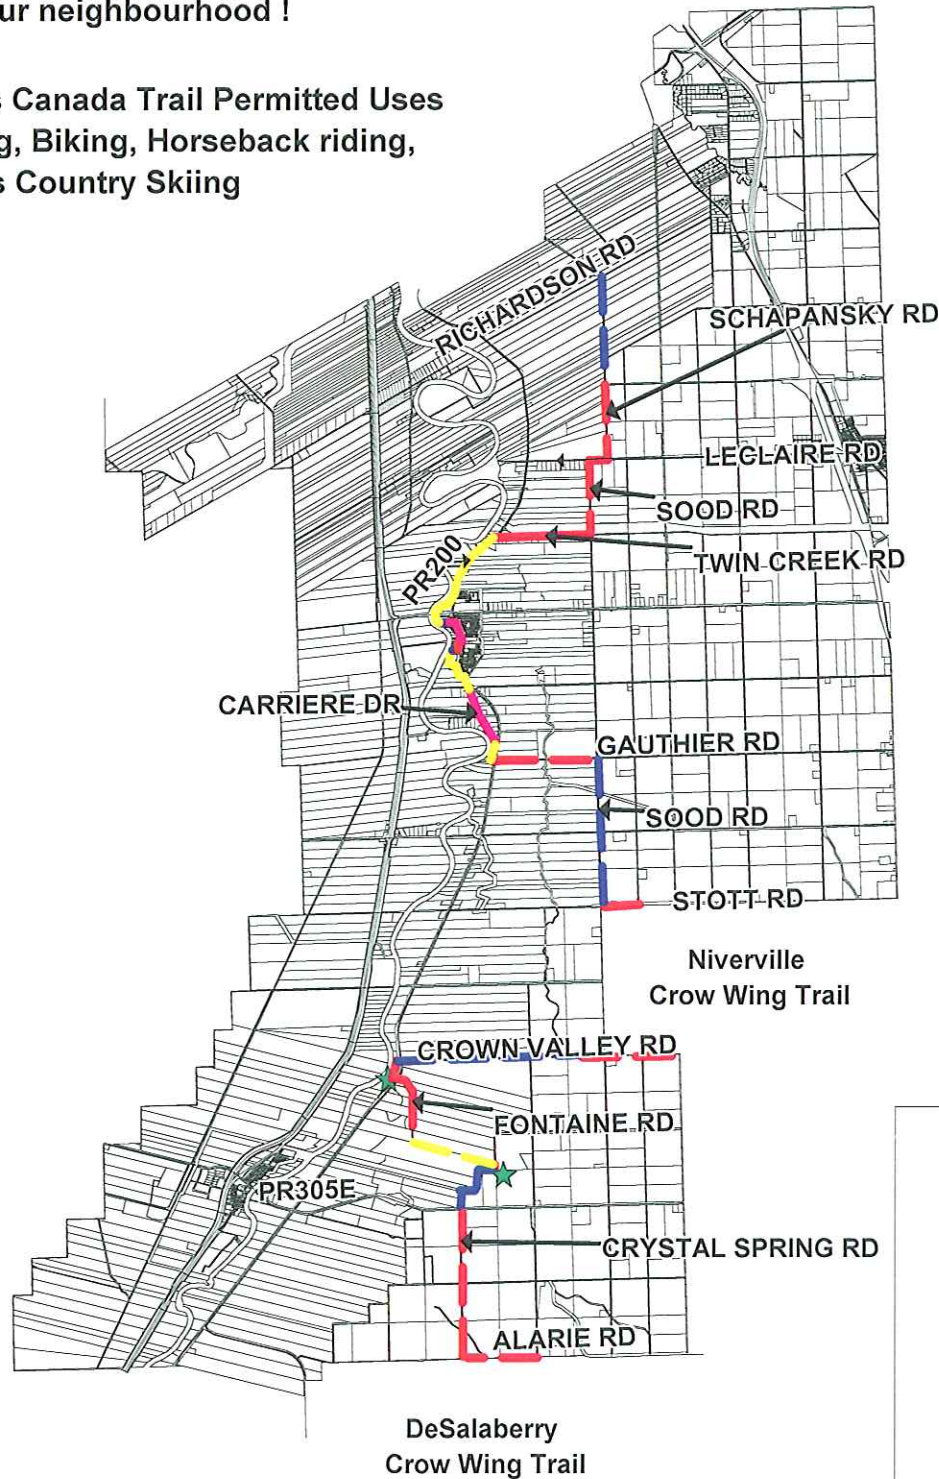 ur neighbourhood !
s Canada Trail Permitted Uses
g, Biking, Horseback riding,
s Country Skiing
RICHARDSON RD
SCHAPANSKY RD
LECLAIRE RD
SOOD RD
TWIN CREEK RD
PR200
CARRIERE DR
GAUTHIER RD
SOOD RD
STOTT RD
Niverville
Crow Wing Trail
CROWN VALLEY RD
FONTAINE RD
PR305E
CRYSTAL SPRING RD
ALARIE RD
DeSalaberry
Crow Wing Trail